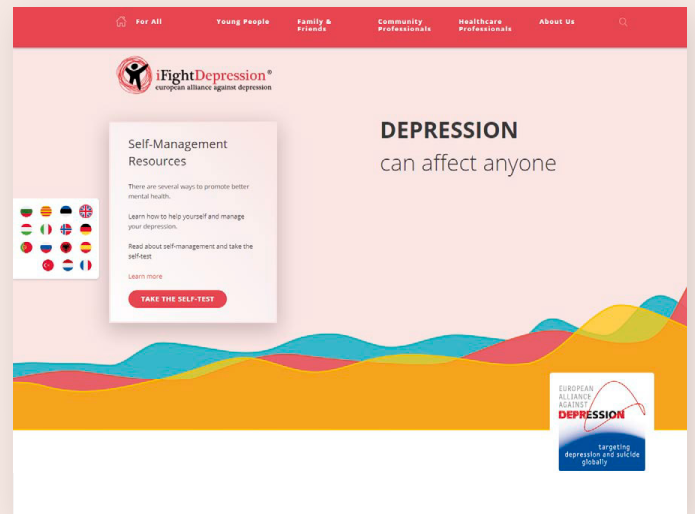 For All
Young People
Family &
Friends
Community
Professionals
Healthcare
Professionals
About Us
iFightDepression®
european alliance against depression
DEPRESSION
can affect anyone
Self-Management
Resources
There are several ways to promote better
mental health.
Learn how to help yourself and manage
your depression.
Read about self-management and take the
self-test
Learn more
TAKE THE SELF-TEST
EUROPEAN
ALLIANCE
AGAINST
DEPRESSION
targeting
depression and suicide
globally